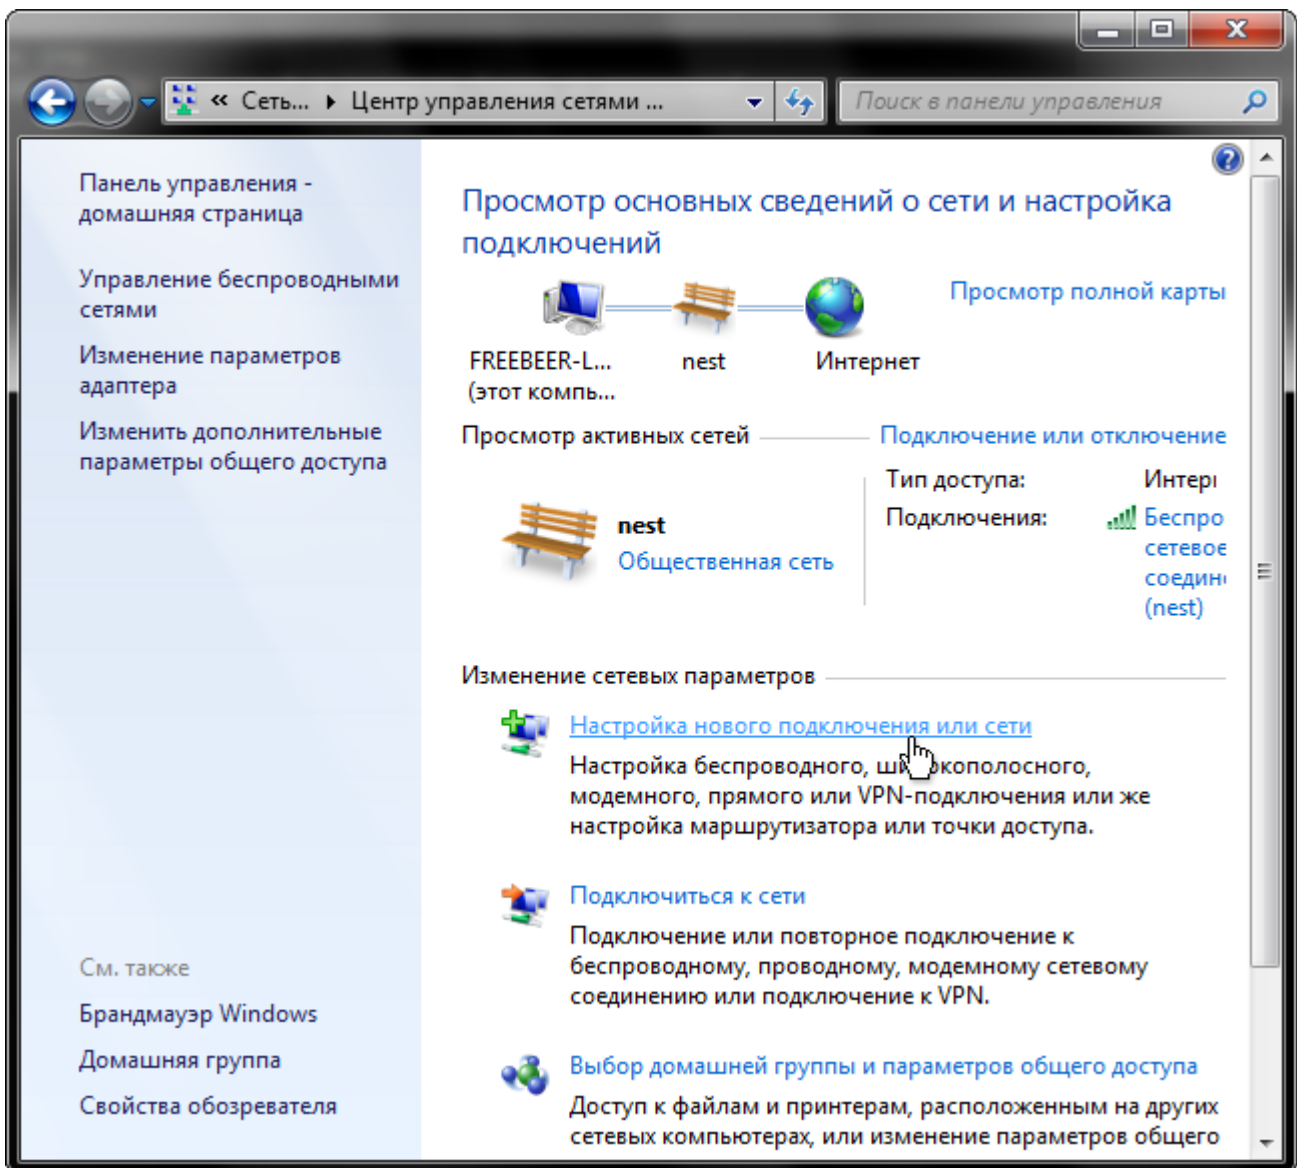 « Сеть... Центр управления сетями ...
Поиск в панели управления
Панель управления -
домашняя страница
Управление беспроводными
сетями
Изменение параметров
адаптера
Изменить дополнительные
параметры общего доступа
См. также
Брандмауэр Windows
Домашняя группа
Свойства обозревателя
Просмотр основных сведений о сети и настройка
подключений
Просмотр полной карты
FREEBEER-L... nest Интернет
(этот компь...
Просмотр активных сетей Подключение или отключение
nest
Общественная сеть
Тип доступа:
Подключения: Беспро
сетевое
(nest)
Изменение сетевых параметров
Настройка нового подключения или сети
Настройка беспроводного, широкополосного,
модемного, прямого или VPN-подключения или же
настройка маршрутизатора или точки доступа.
Подключиться к сети
Подключение или повторное подключение к
беспроводному, проводному, модемному сетевому
соединению или подключение к VPN.
Выбор домашней группы и параметров общего доступа
Доступ к файлам и принтерам, расположенным на других
сетевых компьютерах, или изменение параметров общего